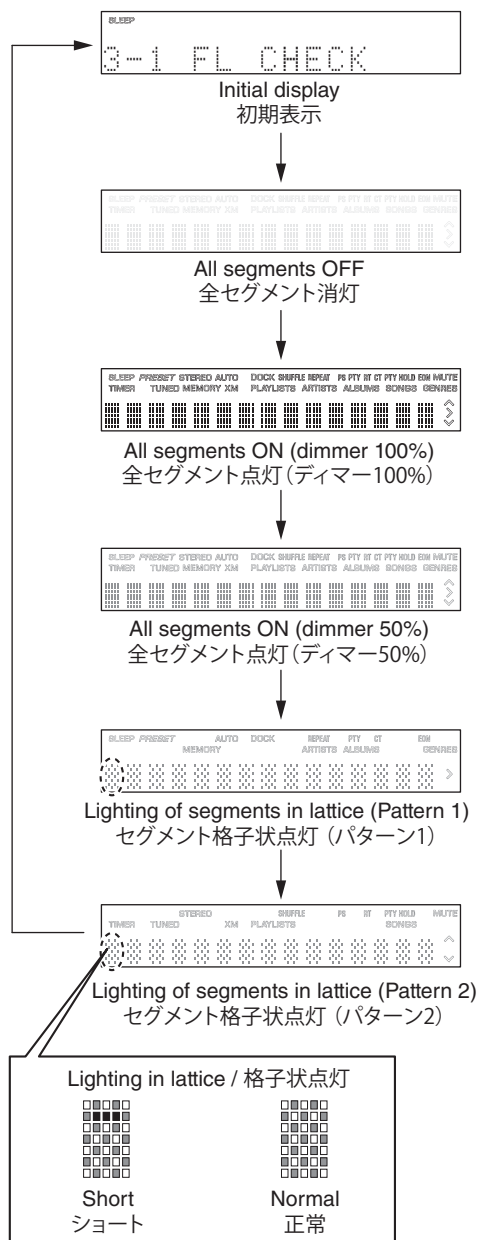 SLEEP
3-1 FL CHECK
Initial display
初期表示
SLEEP PRESET STEREO AUTO DOCK SHUFFLE REPEAT PS PTY RT CT PTY HOLD EON MUTE
TIMER TUNED MEMORY XM PLAYLISTS ARTISTS ALBUMS SONGS GENRES
All segments OFF
全セグメント消灯
SLEEP PRESET STEREO AUTO DOCK SHUFFLE REPEAT PS PTY RT CT PTY HOLD EON MUTE
TIMER TUNED MEMORY XM PLAYLISTS ARTISTS ALBUMS SONGS GENRES
All segments ON (dimmer 100%)
全セグメント点灯(ディマー100%)
SLEEP PRESET STEREO AUTO DOCK SHUFFLE REPEAT PS PTY RT CT PTY HOLD EON MUTE
TIMER TUNED MEMORY XM PLAYLISTS ARTISTS ALBUMS SONGS GENRES
All segments ON (dimmer 50%)
全セグメント点灯(ディマー50%)
SLEEP PRESET AUTO DOCK REPEAT PTY CT EON
MEMORY ARTISTS ALBUMS GENRES
Lighting of segments in lattice (Pattern 1)
セグメント格子状点灯 (パターン1)
STEREO SHUFFLE PS RT PTY HOLD MUTE
TIMER TUNED XM PLAYLISTS SONGS
Lighting of segments in lattice (Pattern 2)
セグメント格子状点灯 (パターン2)
Lighting in lattice / 格子状点灯
Short Normal
ショート 正常